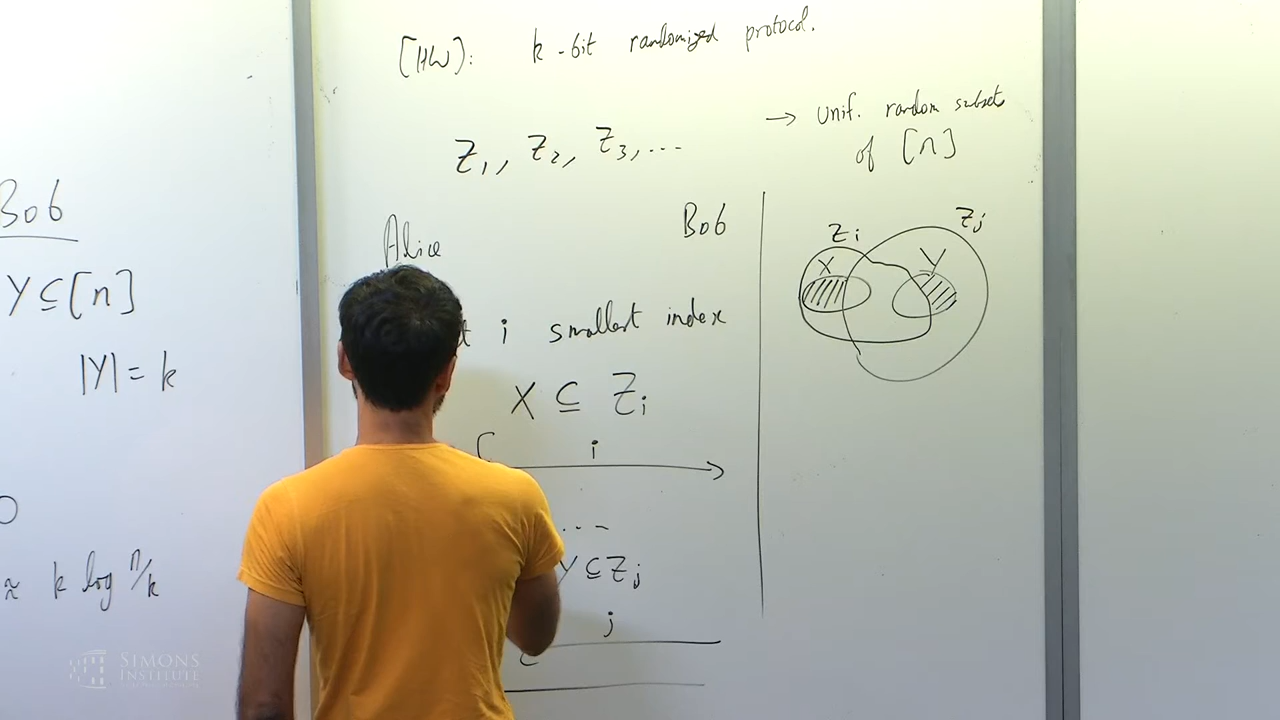 Bob
Y ⊆ [n]
|Y| = k
≈ k log n/k
[HW]: k-bit randomized protocol.
Z₁, Z₂, Z₃, ...
→ Unif. random subsets
of [n]
Alice Bob
i smallest index
X ⊆ Zᵢ
i
...
Y ⊆ Zⱼ
j
Zᵢ Zⱼ
X Y
SIMONS
INSTITUTE